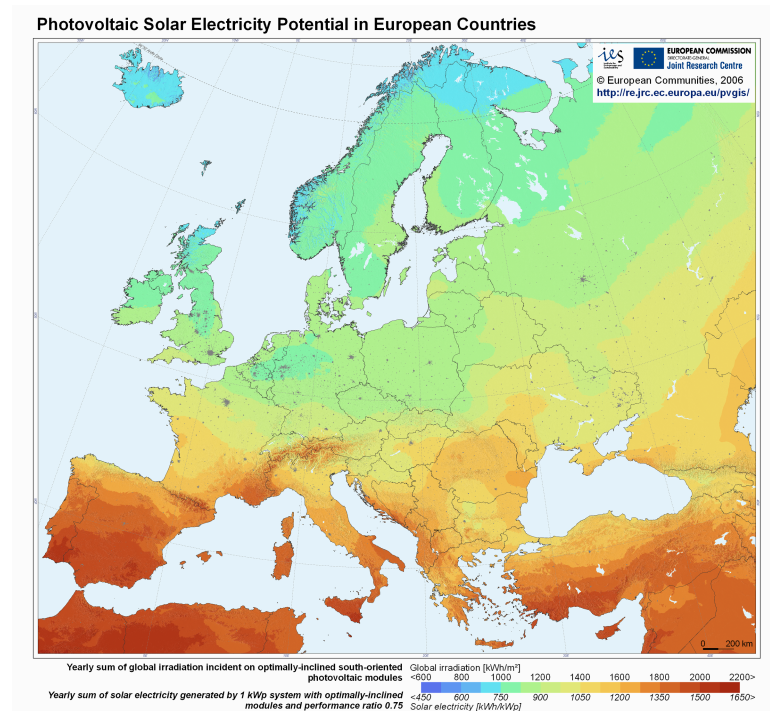 Photovoltaic Solar Electricity Potential in European Countries
ies
EUROPEAN COMMISSION
DIRECTORATE-GENERAL
Joint Research Centre
© European Communities, 2006
http://re.jrc.ec.europa.eu/pvgis/
0 200 km
Yearly sum of global irradiation incident on optimally-inclined south-oriented
photovoltaic modules
Global irradiation [kWh/m²]
<600 800 1000 1200 1400 1600 1800 2000 2200>
Yearly sum of solar electricity generated by 1 kWp system with optimally-inclined
modules and performance ratio 0.75
<450 600 750 900 1050 1200 1350 1500 1650>
Solar electricity [kWh/kWp]